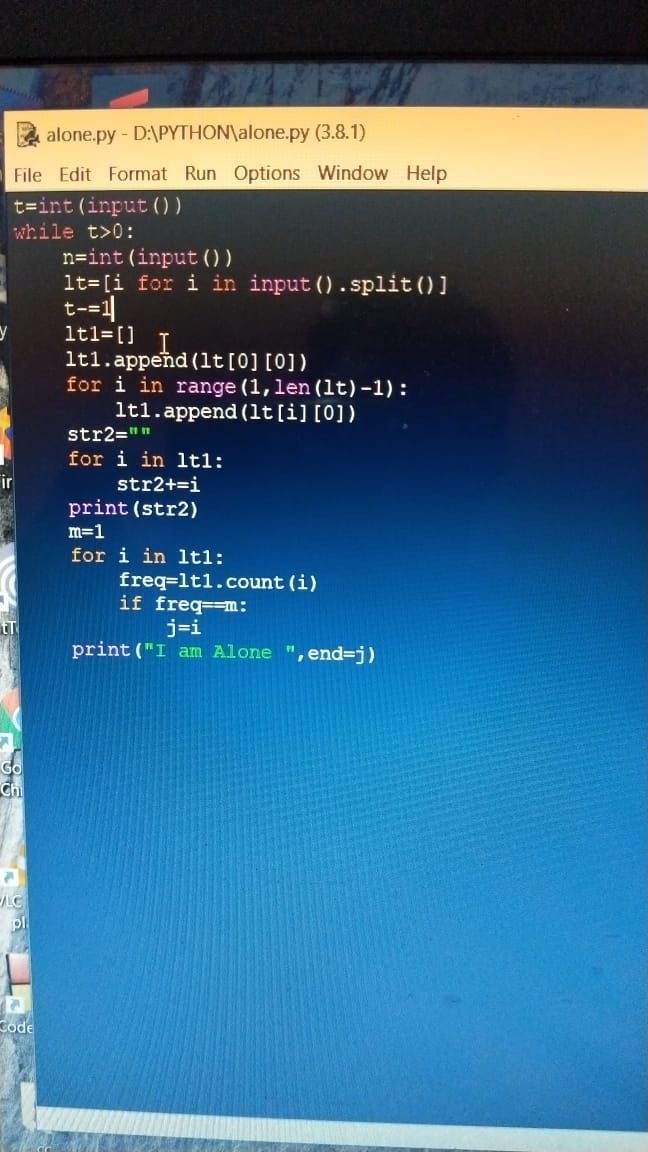 alone.py - D:\PYTHON\alone.py (3.8.1)
File Edit Format Run Options Window Help
t=int(input())
while t>0:
    n=int(input())
    lt=[i for i in input().split()]
    t-=1
    lt1=[]
    lt1.append(lt[0][0])
    for i in range(1,len(lt)-1):
        lt1.append(lt[i][0])
    str2=""
    for i in lt1:
        str2+=i
    print(str2)
    m=1
    for i in lt1:
        freq=lt1.count(i)
        if freq==m:
            j=i
    print("I am Alone ",end=j)
Go
Ch
VLC
pl
Code